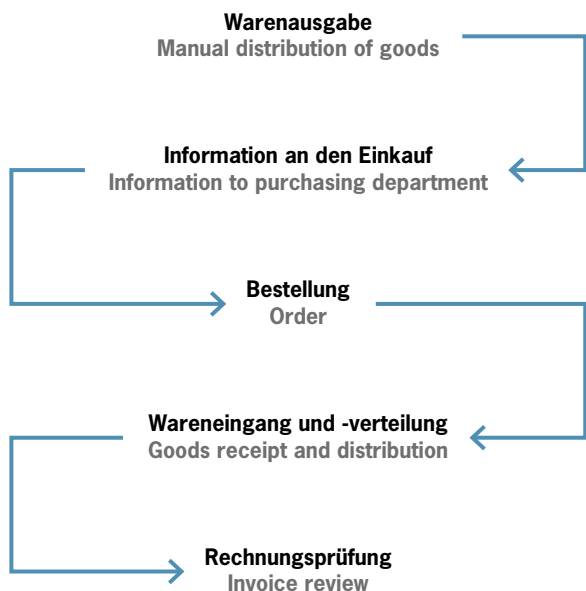 Warenausgabe
Manual distribution of goods
Information an den Einkauf
Information to purchasing department
Bestellung
Order
Wareneingang und -verteilung
Goods receipt and distribution
Rechnungsprüfung
Invoice review